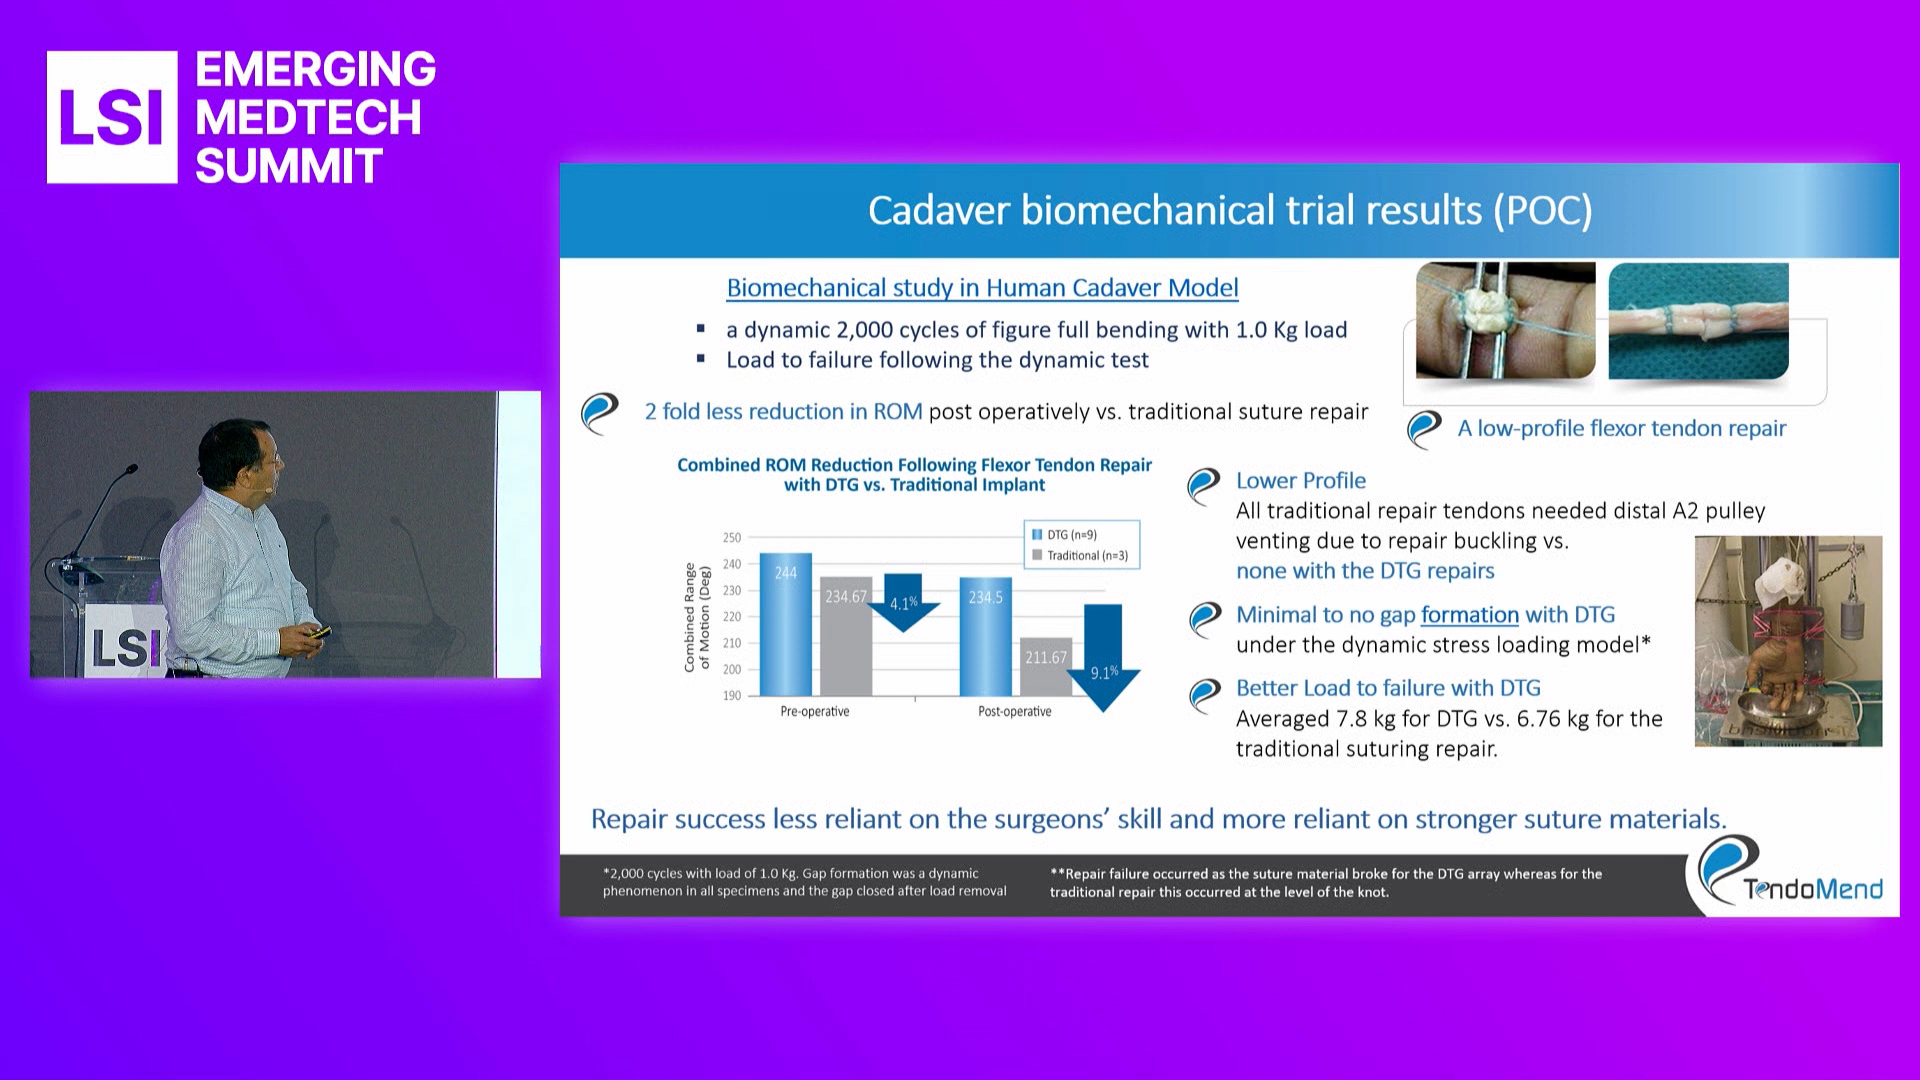 LSI
EMERGING
MEDTECH
SUMMIT
LSI
Cadaver biomechanical trial results (POC)
Biomechanical study in Human Cadaver Model
▪ a dynamic 2,000 cycles of figure full bending with 1.0 Kg load
▪ Load to failure following the dynamic test
2 fold less reduction in ROM post operatively vs. traditional suture repair
A low-profile flexor tendon repair
Combined ROM Reduction Following Flexor Tendon Repair
with DTG vs. Traditional Implant
Combined Range
of Motion (Deg)
250
240
230
220
210
200
190
DTG (n=9)
Traditional (n=3)
244
234.67
4.1%
234.5
211.67
9.1%
Pre-operative
Post-operative
Lower Profile
All traditional repair tendons needed distal A2 pulley
venting due to repair buckling vs.
none with the DTG repairs
Minimal to no gap formation with DTG
under the dynamic stress loading model*
Better Load to failure with DTG
Averaged 7.8 kg for DTG vs. 6.76 kg for the
traditional suturing repair.
Repair success less reliant on the surgeons’ skill and more reliant on stronger suture materials.
*2,000 cycles with load of 1.0 Kg. Gap formation was a dynamic
phenomenon in all specimens and the gap closed after load removal
**Repair failure occurred as the suture material broke for the DTG array whereas for the
traditional repair this occurred at the level of the knot.
TendoMend